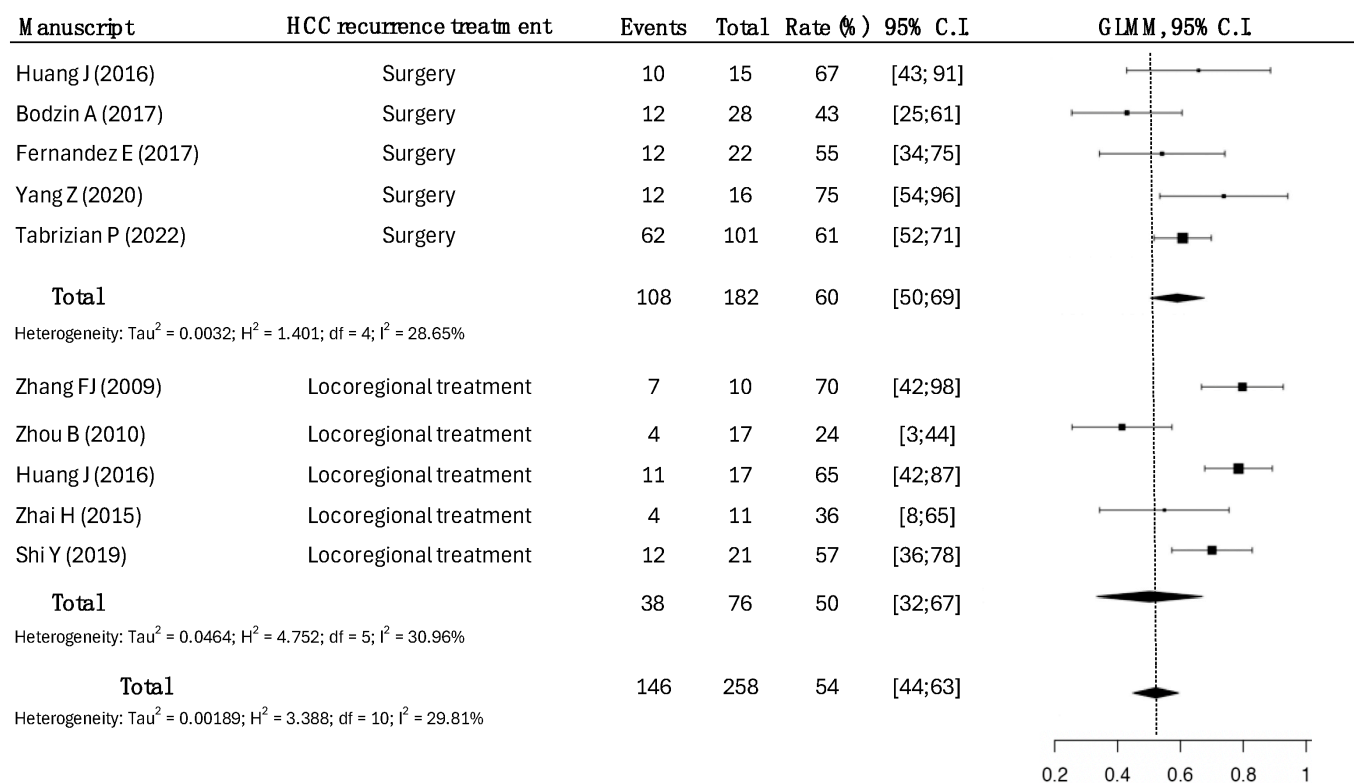 Manuscript HCC recurrence treatment Events Total Rate (%) 95% C.I. GLMM, 95% C.I.
Huang J (2016) Surgery 10 15 67 [43; 91]
Bodzin A (2017) Surgery 12 28 43 [25;61]
Fernandez E (2017) Surgery 12 22 55 [34;75]
Yang Z (2020) Surgery 12 16 75 [54;96]
Tabrizian P (2022) Surgery 62 101 61 [52;71]
Total 108 182 60 [50;69]
Heterogeneity: Tau² = 0.0032; H² = 1.401; df = 4; I² = 28.65%
Zhang FJ (2009) Locoregional treatment 7 10 70 [42;98]
Zhou B (2010) Locoregional treatment 4 17 24 [3;44]
Huang J (2016) Locoregional treatment 11 17 65 [42;87]
Zhai H (2015) Locoregional treatment 4 11 36 [8;65]
Shi Y (2019) Locoregional treatment 12 21 57 [36;78]
Total 38 76 50 [32;67]
Heterogeneity: Tau² = 0.0464; H² = 4.752; df = 5; I² = 30.96%
Total 146 258 54 [44;63]
Heterogeneity: Tau² = 0.00189; H² = 3.388; df = 10; I² = 29.81%
0.2 0.4 0.6 0.8 1